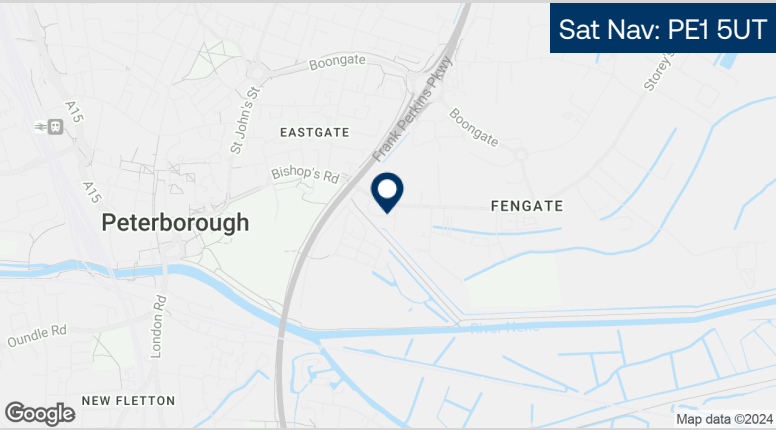 Sat Nav: PE1 5UT
Boongate
Storey's
A15
St John's St
Frank Perkins Pkwy
Boongate
EASTGATE
Bishop's Rd
A15
FENGATE
Peterborough
River Nene
Oundle Rd
London Rd
NEW FLETTON
Google
Map data ©2024